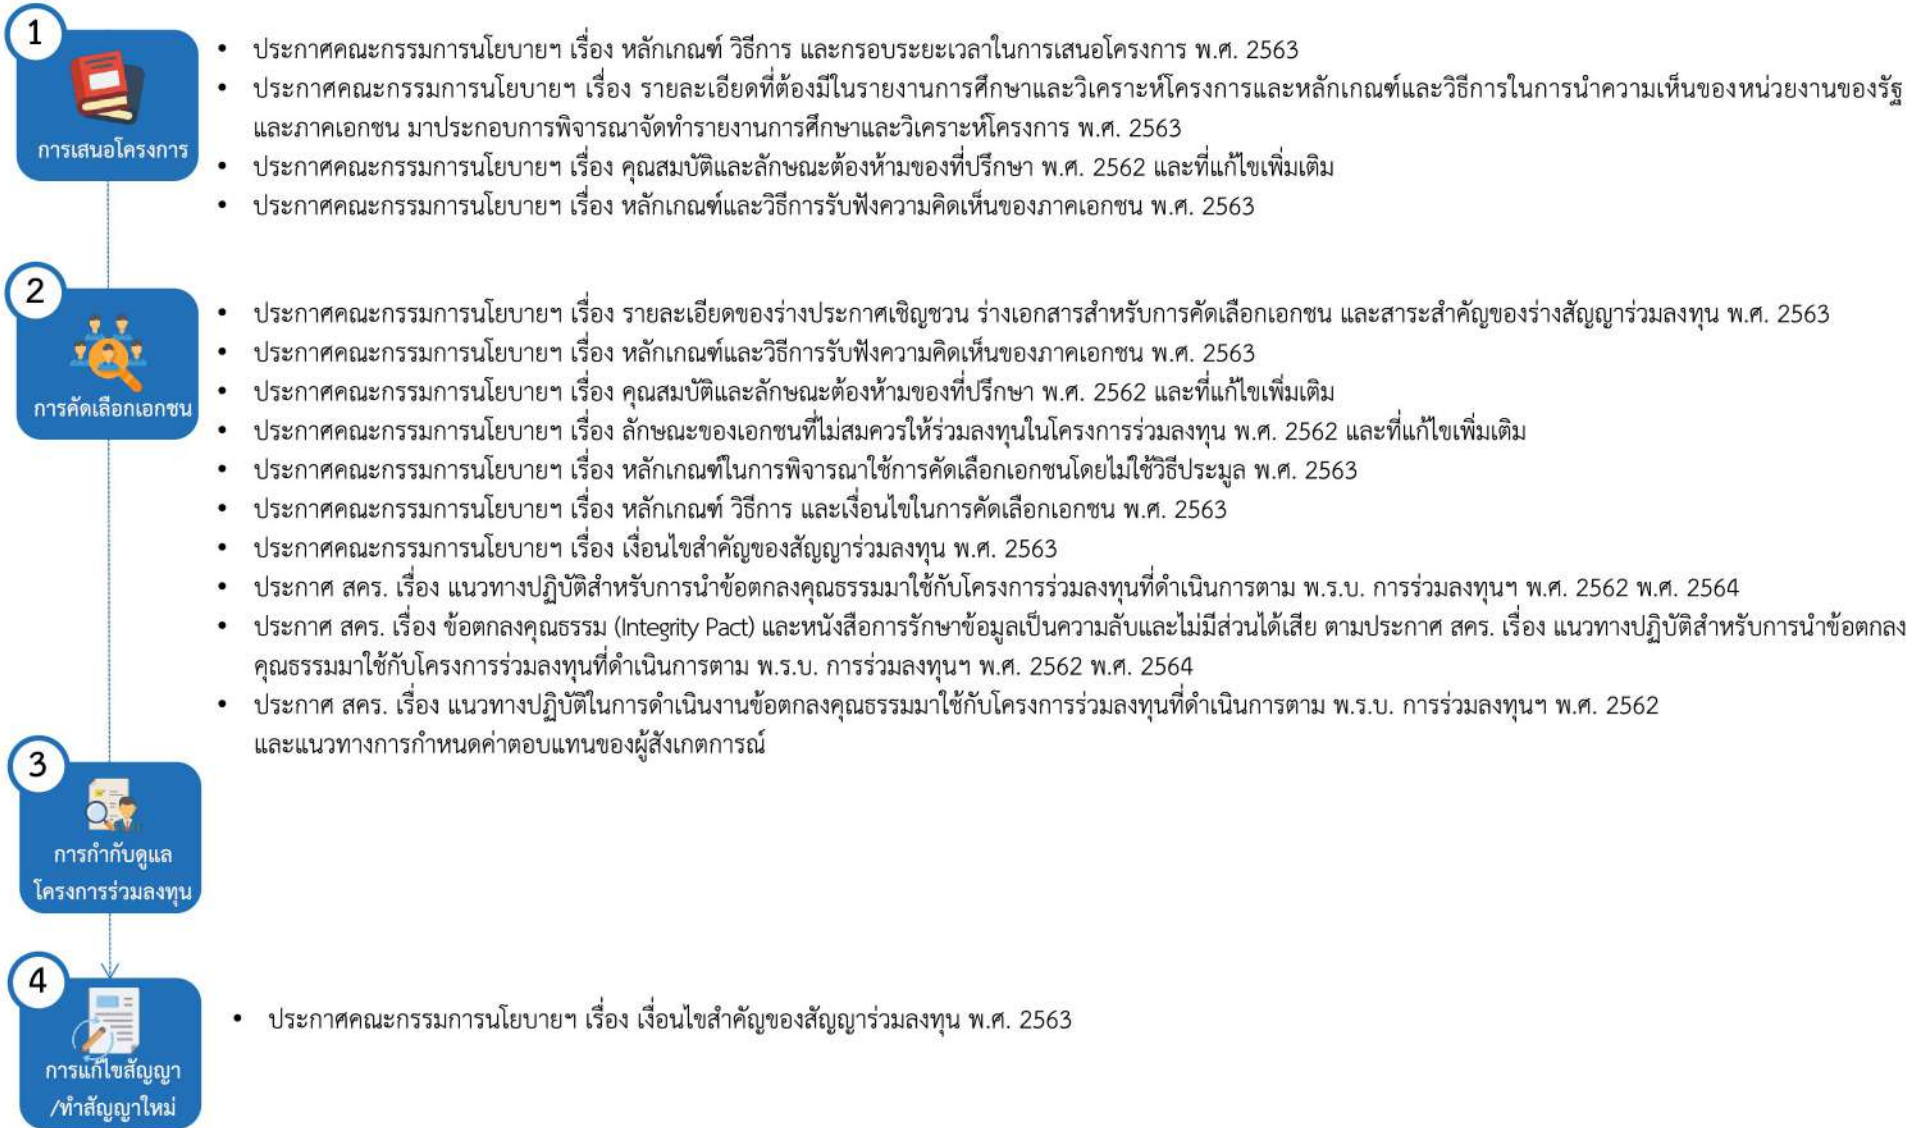 1
การเสนอโครงการ
• ประกาศคณะกรรมการนโยบายฯ เรื่อง หลักเกณฑ์ วิธีการ และกรอบระยะเวลาในการเสนอโครงการ พ.ศ. 2563
• ประกาศคณะกรรมการนโยบายฯ เรื่อง รายละเอียดที่ต้องมีในรายงานการศึกษาและวิเคราะห์โครงการและหลักเกณฑ์และวิธีการในการนำความเห็นของหน่วยงานของรัฐ
และภาคเอกชน มาประกอบการพิจารณาจัดทำรายงานการศึกษาและวิเคราะห์โครงการ พ.ศ. 2563
• ประกาศคณะกรรมการนโยบายฯ เรื่อง คุณสมบัติและลักษณะต้องห้ามของที่ปรึกษา พ.ศ. 2562 และที่แก้ไขเพิ่มเติม
• ประกาศคณะกรรมการนโยบายฯ เรื่อง หลักเกณฑ์และวิธีการรับฟังความคิดเห็นของภาคเอกชน พ.ศ. 2563
2
การคัดเลือกเอกชน
• ประกาศคณะกรรมการนโยบายฯ เรื่อง รายละเอียดของร่างประกาศเชิญชวน ร่างเอกสารสำหรับการคัดเลือกเอกชน และสาระสำคัญของร่างสัญญาร่วมลงทุน พ.ศ. 2563
• ประกาศคณะกรรมการนโยบายฯ เรื่อง หลักเกณฑ์และวิธีการรับฟังความคิดเห็นของภาคเอกชน พ.ศ. 2563
• ประกาศคณะกรรมการนโยบายฯ เรื่อง คุณสมบัติและลักษณะต้องห้ามของที่ปรึกษา พ.ศ. 2562 และที่แก้ไขเพิ่มเติม
• ประกาศคณะกรรมการนโยบายฯ เรื่อง ลักษณะของเอกชนที่ไม่สมควรให้ร่วมลงทุนในโครงการร่วมลงทุน พ.ศ. 2562 และที่แก้ไขเพิ่มเติม
• ประกาศคณะกรรมการนโยบายฯ เรื่อง หลักเกณฑ์ในการพิจารณาใช้การคัดเลือกเอกชนโดยไม่ใช้วิธีประมูล พ.ศ. 2563
• ประกาศคณะกรรมการนโยบายฯ เรื่อง หลักเกณฑ์ วิธีการ และเงื่อนไขในการคัดเลือกเอกชน พ.ศ. 2563
• ประกาศคณะกรรมการนโยบายฯ เรื่อง เงื่อนไขสำคัญของสัญญาร่วมลงทุน พ.ศ. 2563
• ประกาศ สคร. เรื่อง แนวทางปฏิบัติสำหรับการนำข้อตกลงคุณธรรมมาใช้กับโครงการร่วมลงทุนที่ดำเนินการตาม พ.ร.บ. การร่วมลงทุนฯ พ.ศ. 2562 พ.ศ. 2564
• ประกาศ สคร. เรื่อง ข้อตกลงคุณธรรม (Integrity Pact) และหนังสือการรักษาข้อมูลเป็นความลับและไม่มีส่วนได้เสีย ตามประกาศ สคร. เรื่อง แนวทางปฏิบัติสำหรับการนำข้อตกลง
คุณธรรมมาใช้กับโครงการร่วมลงทุนที่ดำเนินการตาม พ.ร.บ. การร่วมลงทุนฯ พ.ศ. 2562 พ.ศ. 2564
• ประกาศ สคร. เรื่อง แนวทางปฏิบัติในการดำเนินงานข้อตกลงคุณธรรมมาใช้กับโครงการร่วมลงทุนที่ดำเนินการตาม พ.ร.บ. การร่วมลงทุนฯ พ.ศ. 2562
และแนวทางการกำหนดค่าตอบแทนของผู้สังเกตการณ์
3
การกำกับดูแล
โครงการร่วมลงทุน
4
การแก้ไขสัญญา
/ทำสัญญาใหม่
• ประกาศคณะกรรมการนโยบายฯ เรื่อง เงื่อนไขสำคัญของสัญญาร่วมลงทุน พ.ศ. 2563